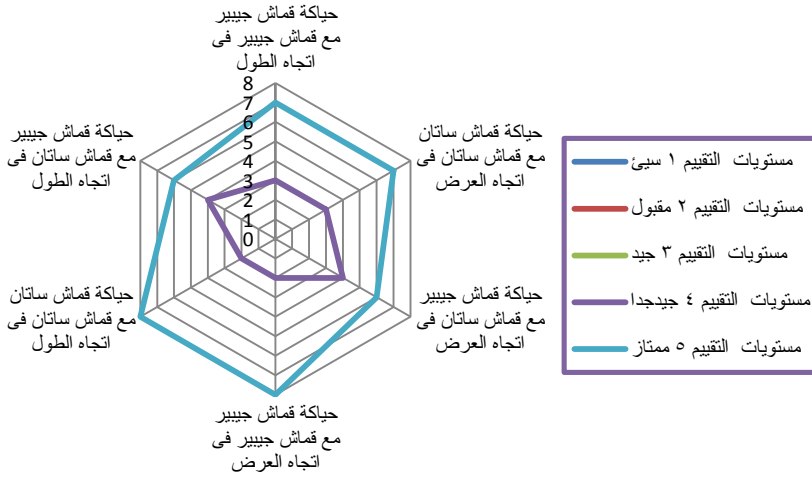 حياكة قماش جيبير
مع قماش جيبير فى
اتجاه الطول
8
7
6
5
4
3
2
1
0
حياكة قماش ساتان
مع قماش ساتان فى
اتجاه العرض
حياكة قماش جيبير
مع قماش ساتان فى
اتجاه العرض
حياكة قماش جيبير
مع قماش جيبير فى
اتجاه العرض
حياكة قماش ساتان
مع قماش ساتان فى
اتجاه الطول
حياكة قماش جيبير
مع قماش ساتان فى
اتجاه الطول
مستويات التقييم ١ سيئ
مستويات التقييم ٢ مقبول
مستويات التقييم ٣ جيد
مستويات التقييم ٤ جيدجدا
مستويات التقييم ٥ ممتاز